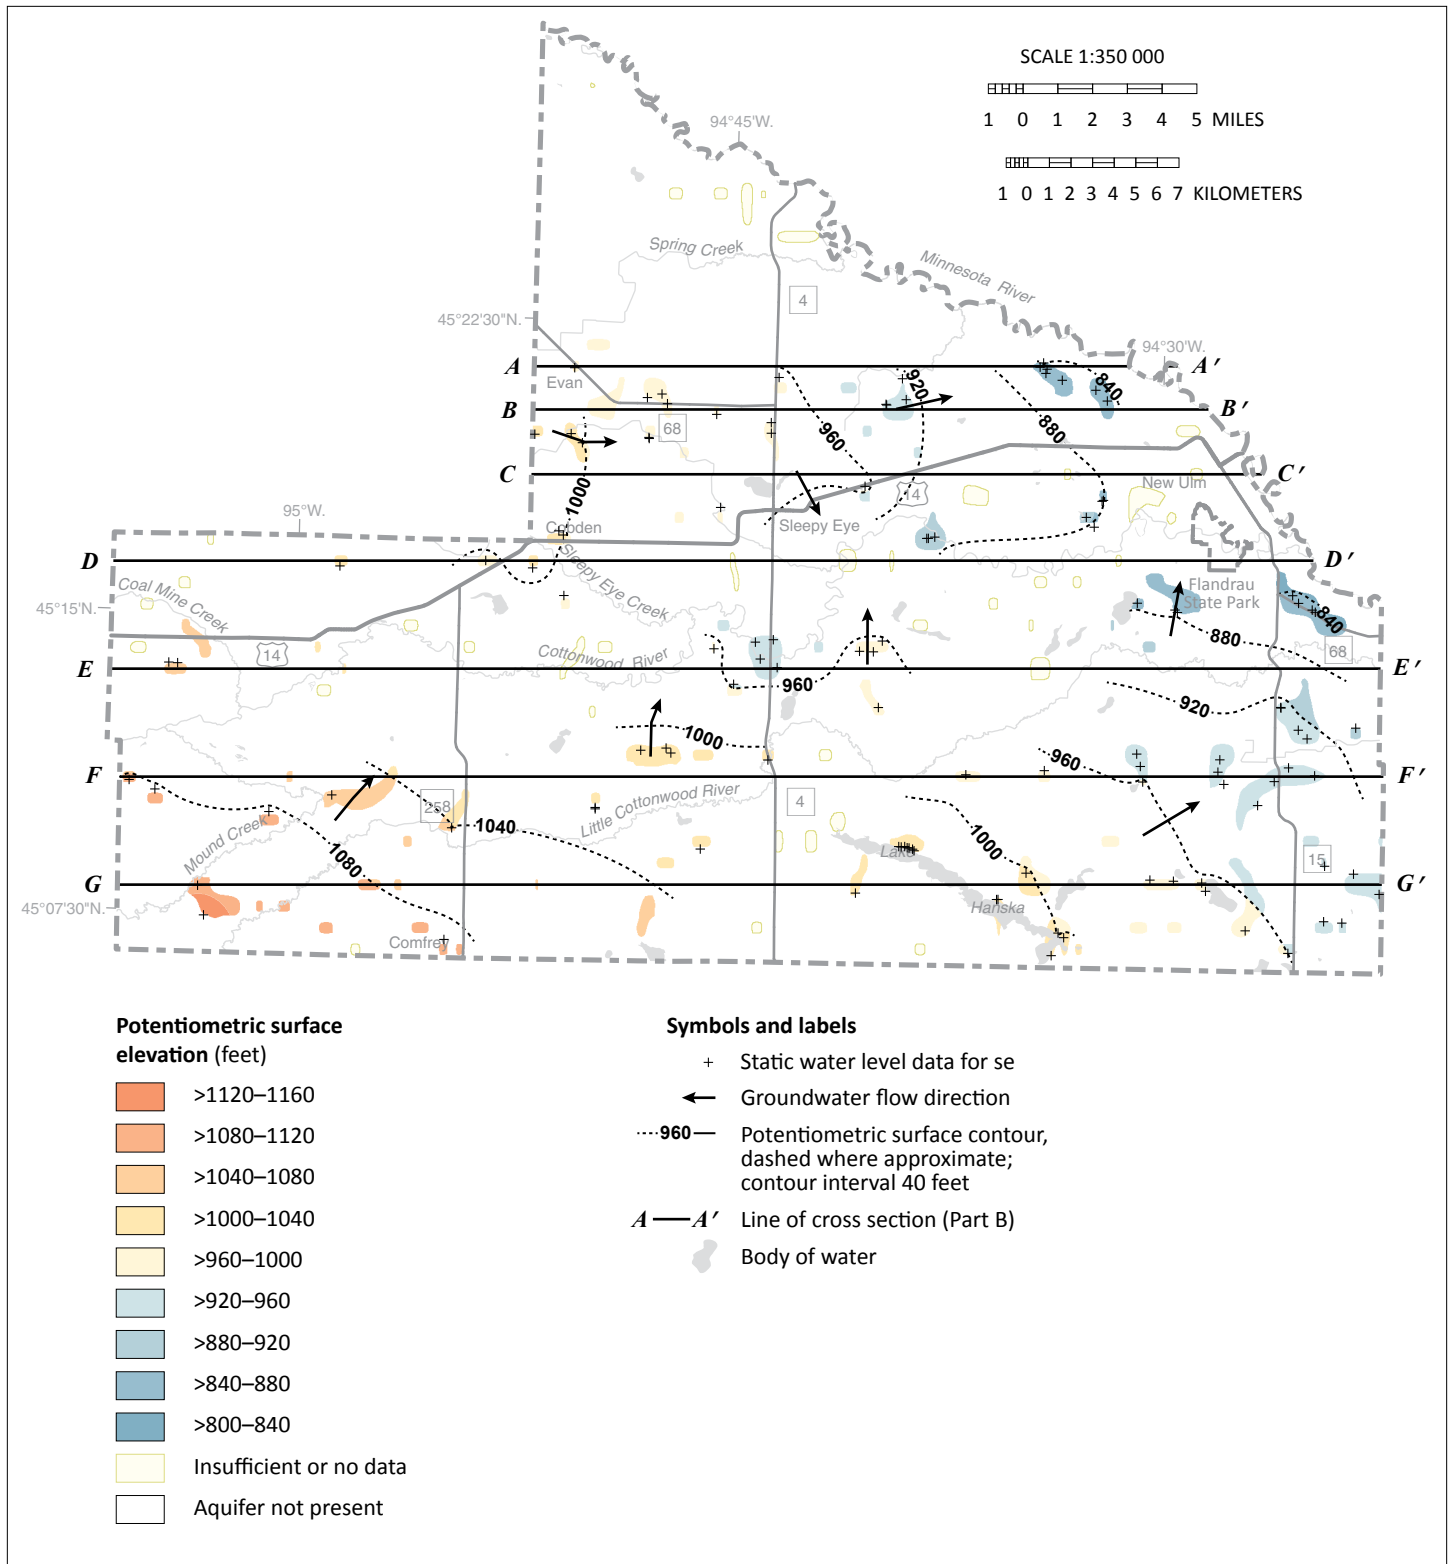 SCALE 1:350 000
1 0 1 2 3 4 5 MILES
1 0 1 2 3 4 5 6 7 KILOMETERS
94°45'W.
Spring Creek
Minnesota River
4
45°22'30"N.
94°30'W.
A A'
Evan
920
840
B B'
68
960
880
C C'
1000
14
New Ulm
95°W.
Cobden
Sleepy Eye
D D'
Coal Mine Creek
Sleepy Eye Creek
Flandrau
State Park
45°15'N.
840
880
14
Cottonwood River
68
E E'
960
920
1000
960
F F'
258
4
Little Cottonwood River
1040
Mound Creek
1080
1000
Lake
15
G G'
45°07'30"N.
Hanska
Comfrey
Potentiometric surface
elevation (feet)
>1120–1160
>1080–1120
>1040–1080
>1000–1040
>960–1000
>920–960
>880–920
>840–880
>800–840
Insufficient or no data
Aquifer not present
Symbols and labels
Static water level data for se
Groundwater flow direction
960 Potentiometric surface contour,
dashed where approximate;
contour interval 40 feet
A A' Line of cross section (Part B)
Body of water